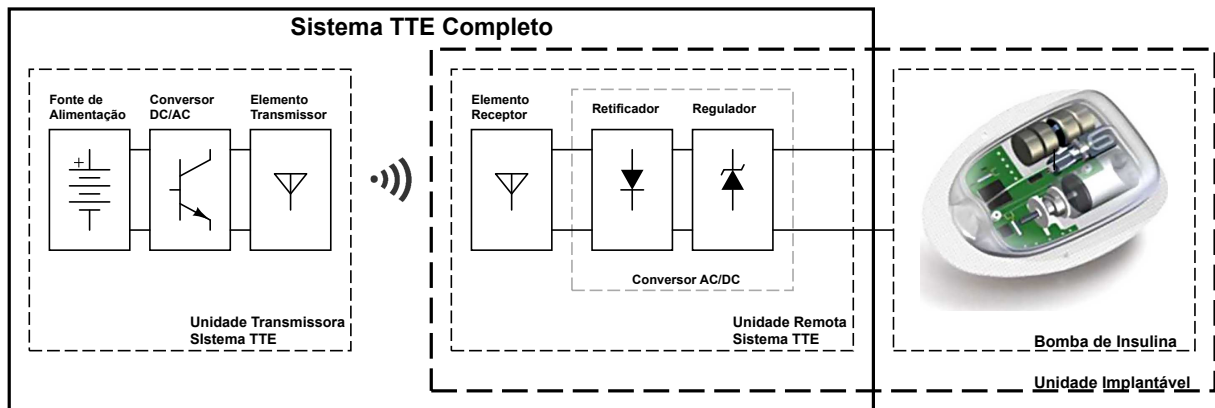 Sistema TTE Completo
Fonte de
Alimentação
Conversor
DC/AC
Elemento
Transmissor
+
Unidade Transmissora
SIstema TTE
Elemento
Receptor
Retificador
Regulador
Conversor AC/DC
Unidade Remota
Sistema TTE
Bomba de Insulina
Unidade Implantável